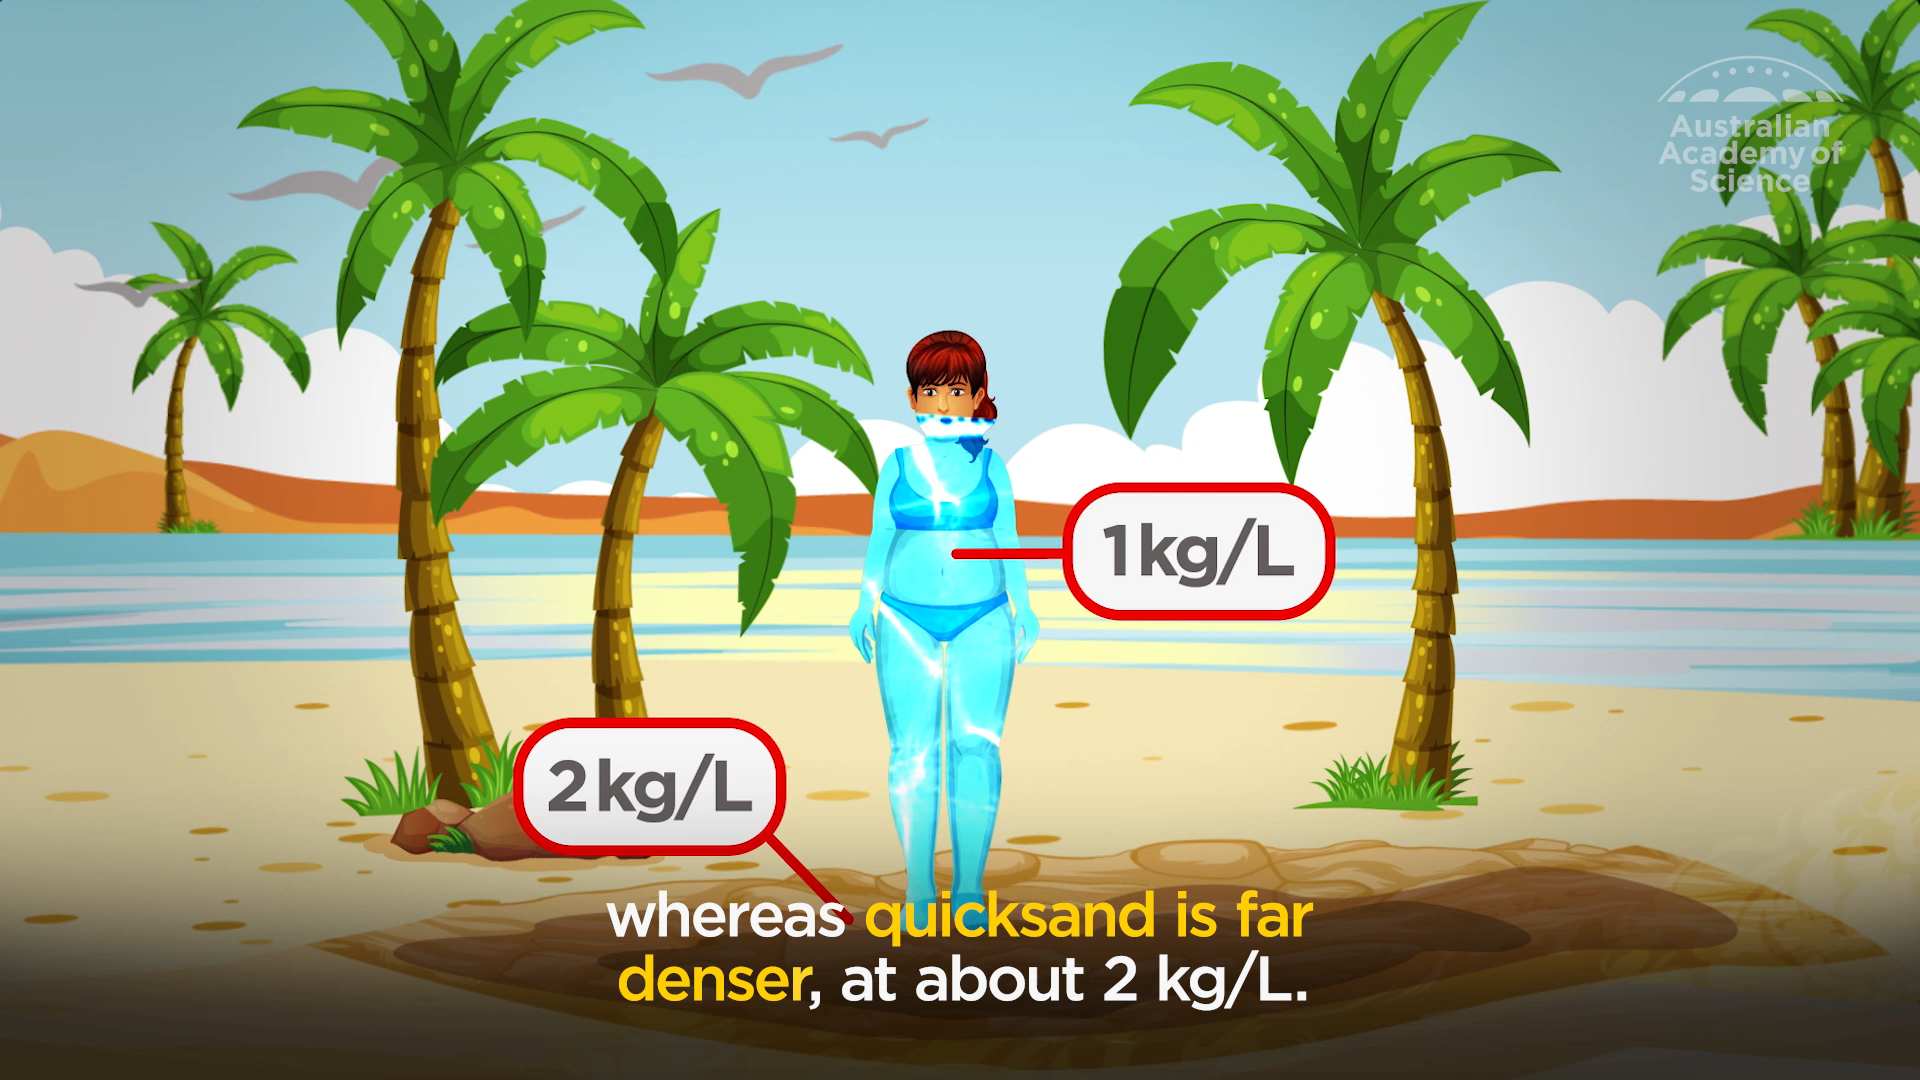 Australian
Academy of
Science
1kg/L
2kg/L
whereas quicksand is far
denser, at about 2 kg/L.